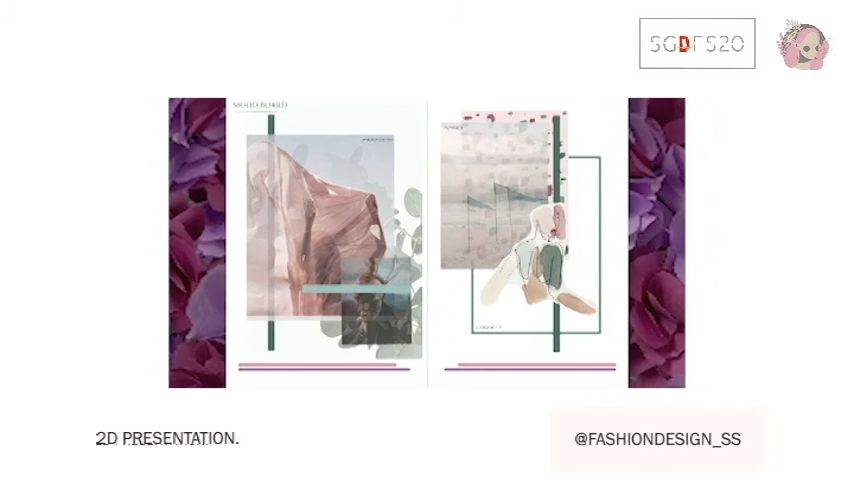 SGDFS20
MOOD BOARD
2D PRESENTATION.
@FASHIONDESIGN_SS